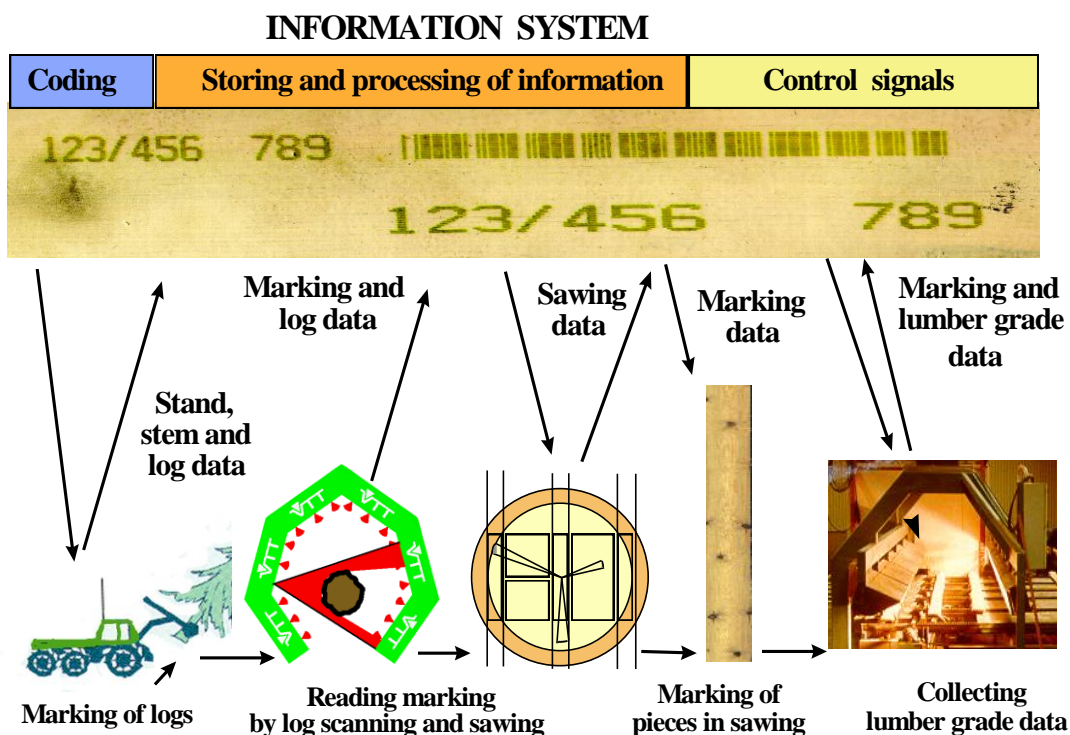 INFORMATION SYSTEM
Coding
Storing and processing of information
Control signals
123/456 789
123/456 789
Marking and
log data
Sawing
data
Marking
data
Marking and
lumber grade
data
Stand,
stem and
log data
VTT
VTT
VTT
VTT
VTT
VTT
Marking of logs
Reading marking
by log scanning and sawing
Marking of
pieces in sawing
Collecting
lumber grade data